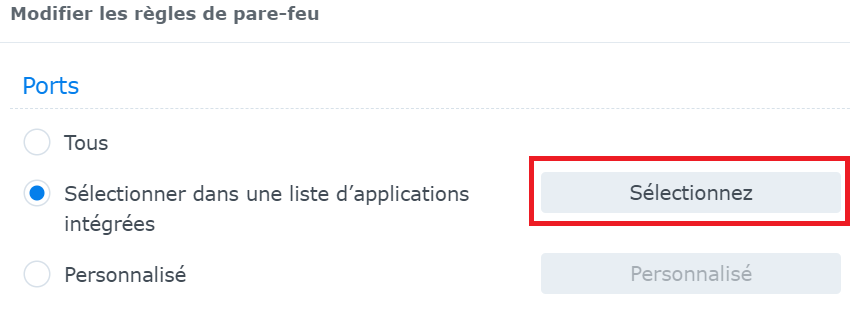 Modifier les règles de pare-feu
Ports
Tous
Sélectionner dans une liste d’applications
intégrées
Sélectionnez
Personnalisé
Personnalisé